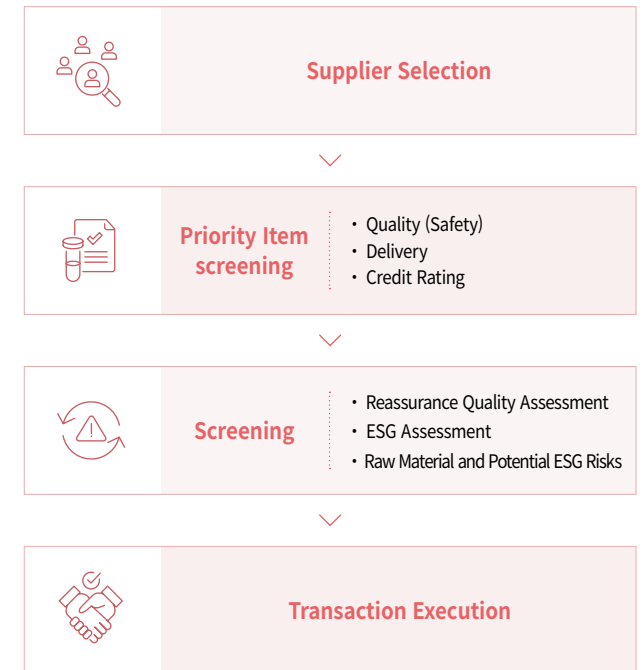 Supplier Selection
Priority Item
screening
• Quality (Safety)
• Delivery
• Credit Rating
Screening
• Reassurance Quality Assessment
• ESG Assessment
• Raw Material and Potential ESG Risks
Transaction Execution